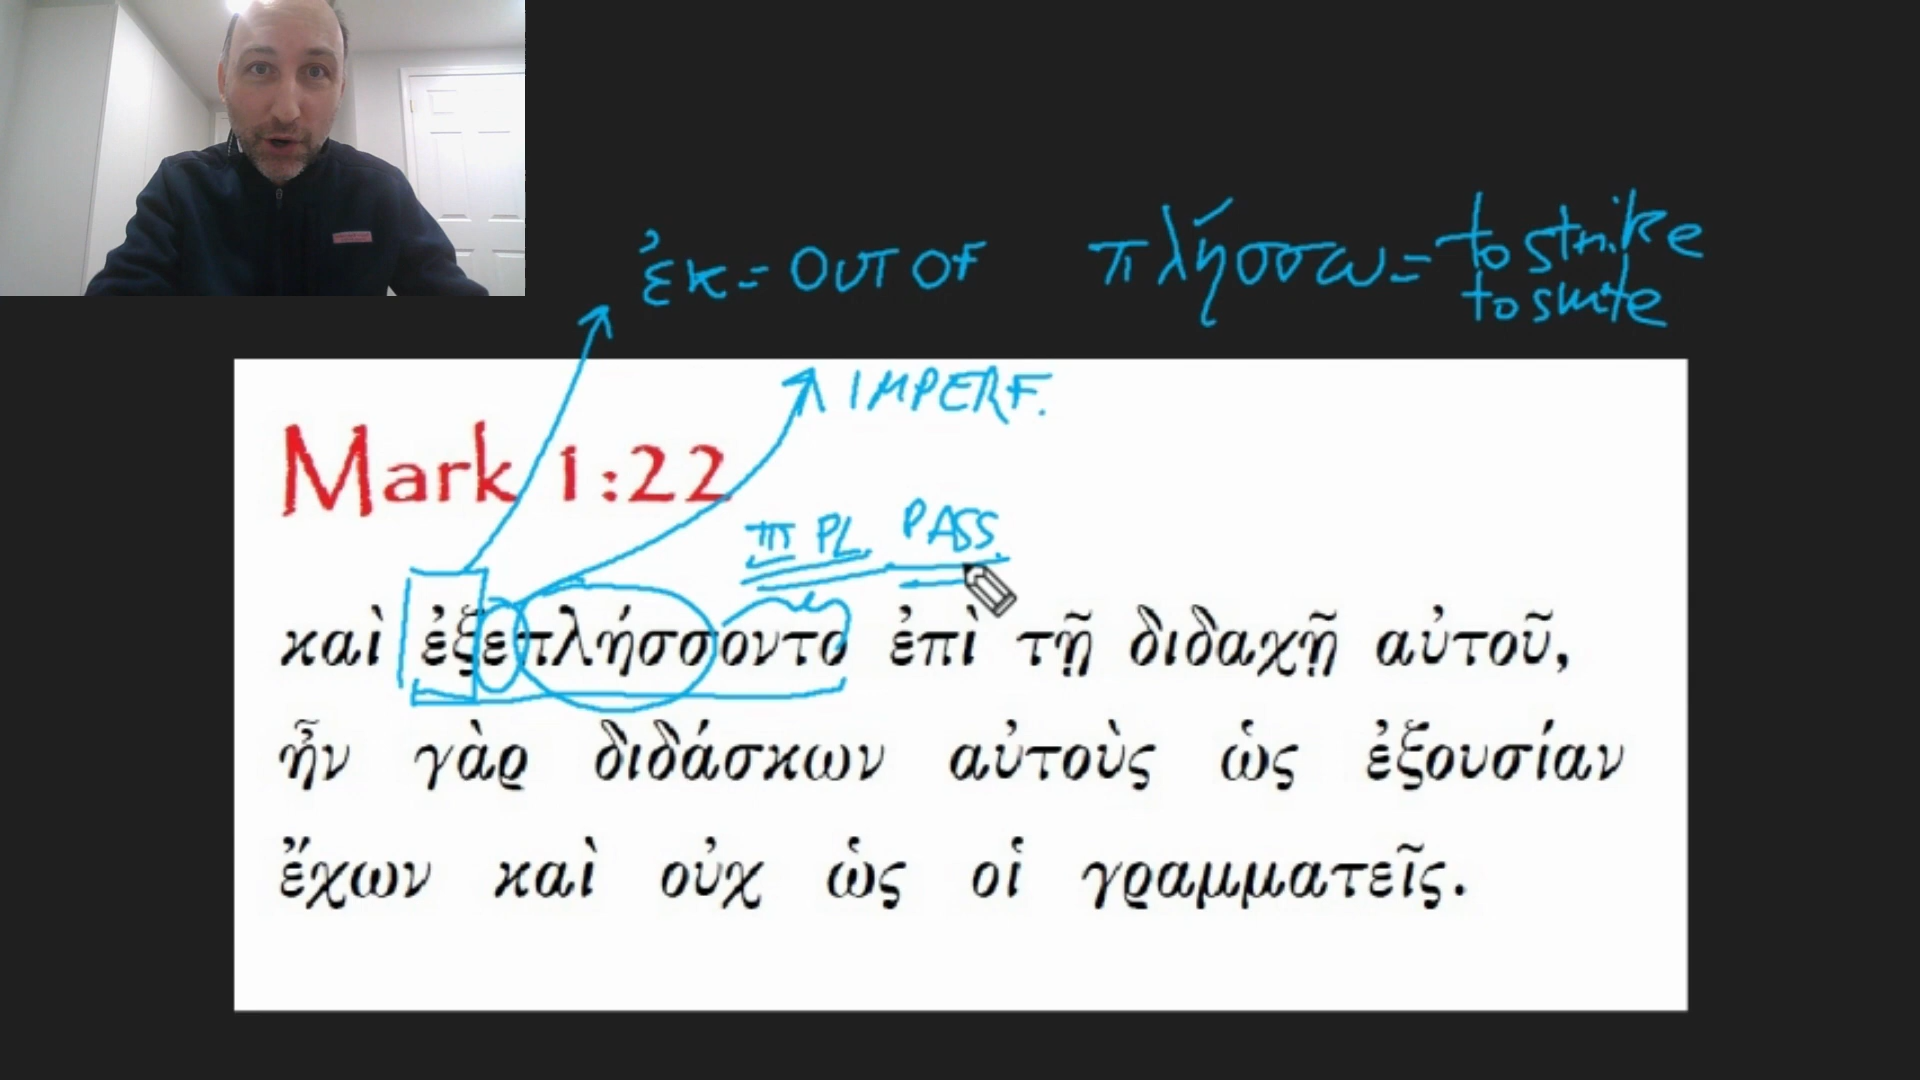 ἐκ = OUT OF πλήσσω = to strike
to smite
IMPERF.
Mark 1:22
III PL. PASS.
καὶ ἐξεπλήσσοντο ἐπὶ τῇ διδαχῇ αὐτοῦ,
ἦν γὰρ διδάσκων αὐτοὺς ὡς ἐξουσίαν
ἔχων καὶ οὐχ ὡς οἱ γραμματεῖς.